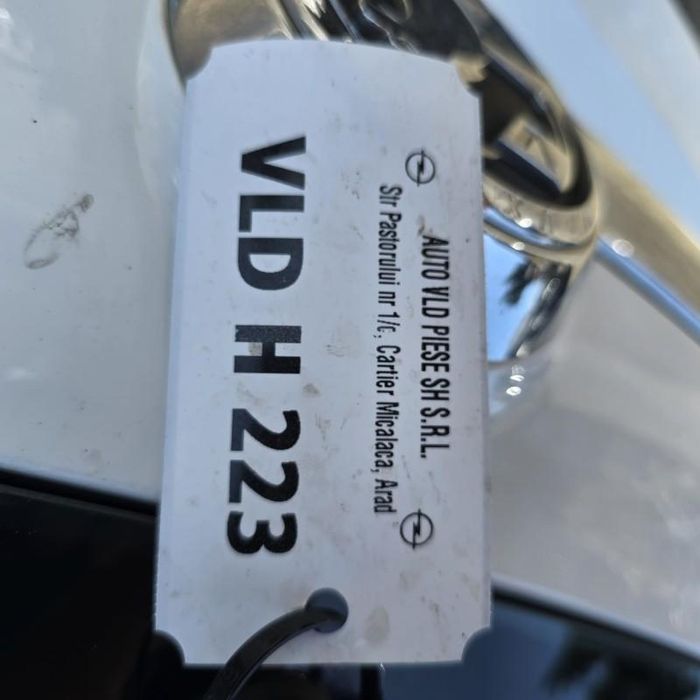 AUTO VLD PIESE SH S.R.L.
Str Pastorului nr 1/c, Cartier Micalaca, Arad
VLD H 223